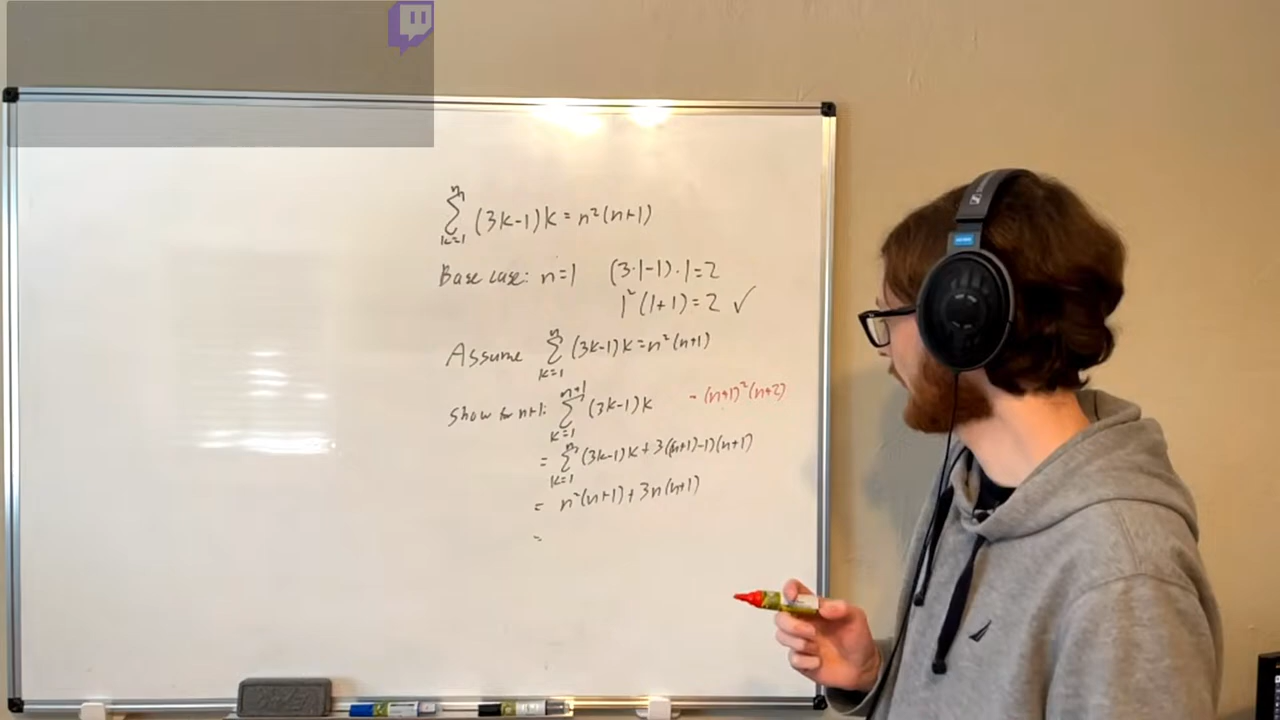 n
∑ (3k-1)k = n²(n+1)
k=1
Base case: n=1 (3·1-1)·1=2
1²(1+1)=2 ✓
n
Assume ∑ (3k-1)k=n²(n+1)
k=1
n+1
Show for n+1: ∑ (3k-1)k = (n+1)²(n+2)
k=1
n
= ∑ (3k-1)k + 3((n+1)-1)(n+1)
k=1
= n²(n+1) + 3n(n+1)
=